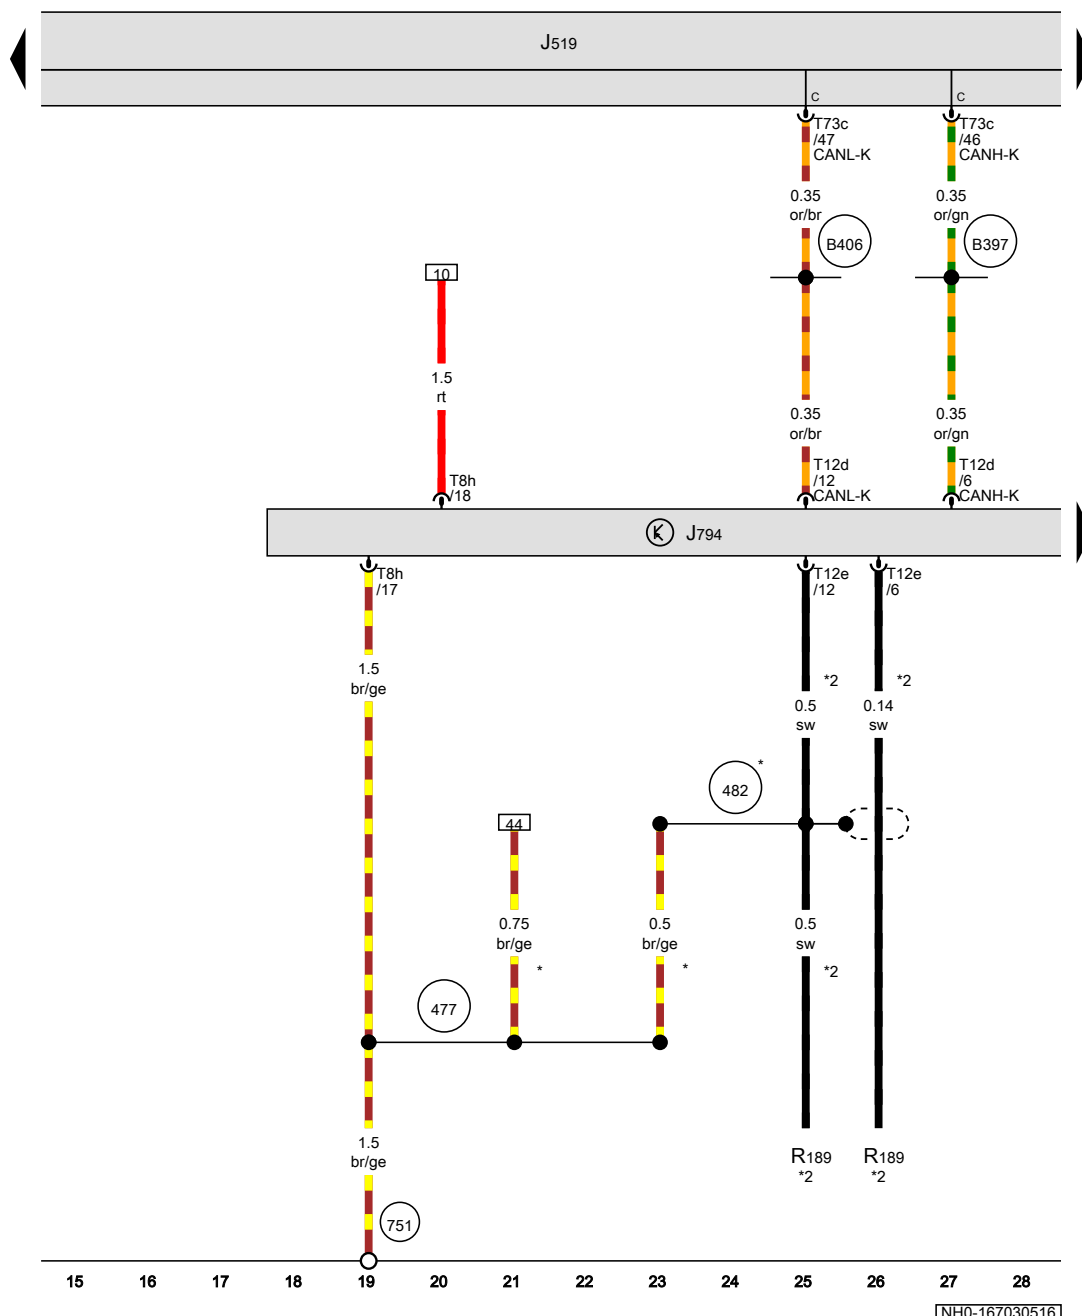 J519
C
C
T73c
/47
CANL-K
T73c
/46
CANH-K
0.35
or/br
0.35
or/gn
B406
B397
10
1.5
rt
0.35
or/br
0.35
or/gn
T8h
/18
T12d
/12
CANL-K
T12d
/6
CANH-K
K J794
T8h
/17
T12e
/12
T12e
/6
1.5
br/ge
*2
*2
0.5
sw
0.14
sw
482 *
44
0.75
br/ge
0.5
br/ge
0.5
sw
*
*
*2
477
1.5
br/ge
R189
*2
R189
*2
751
15 16 17 18 19 20 21 22 23 24 25 26 27 28
NH0-167030516